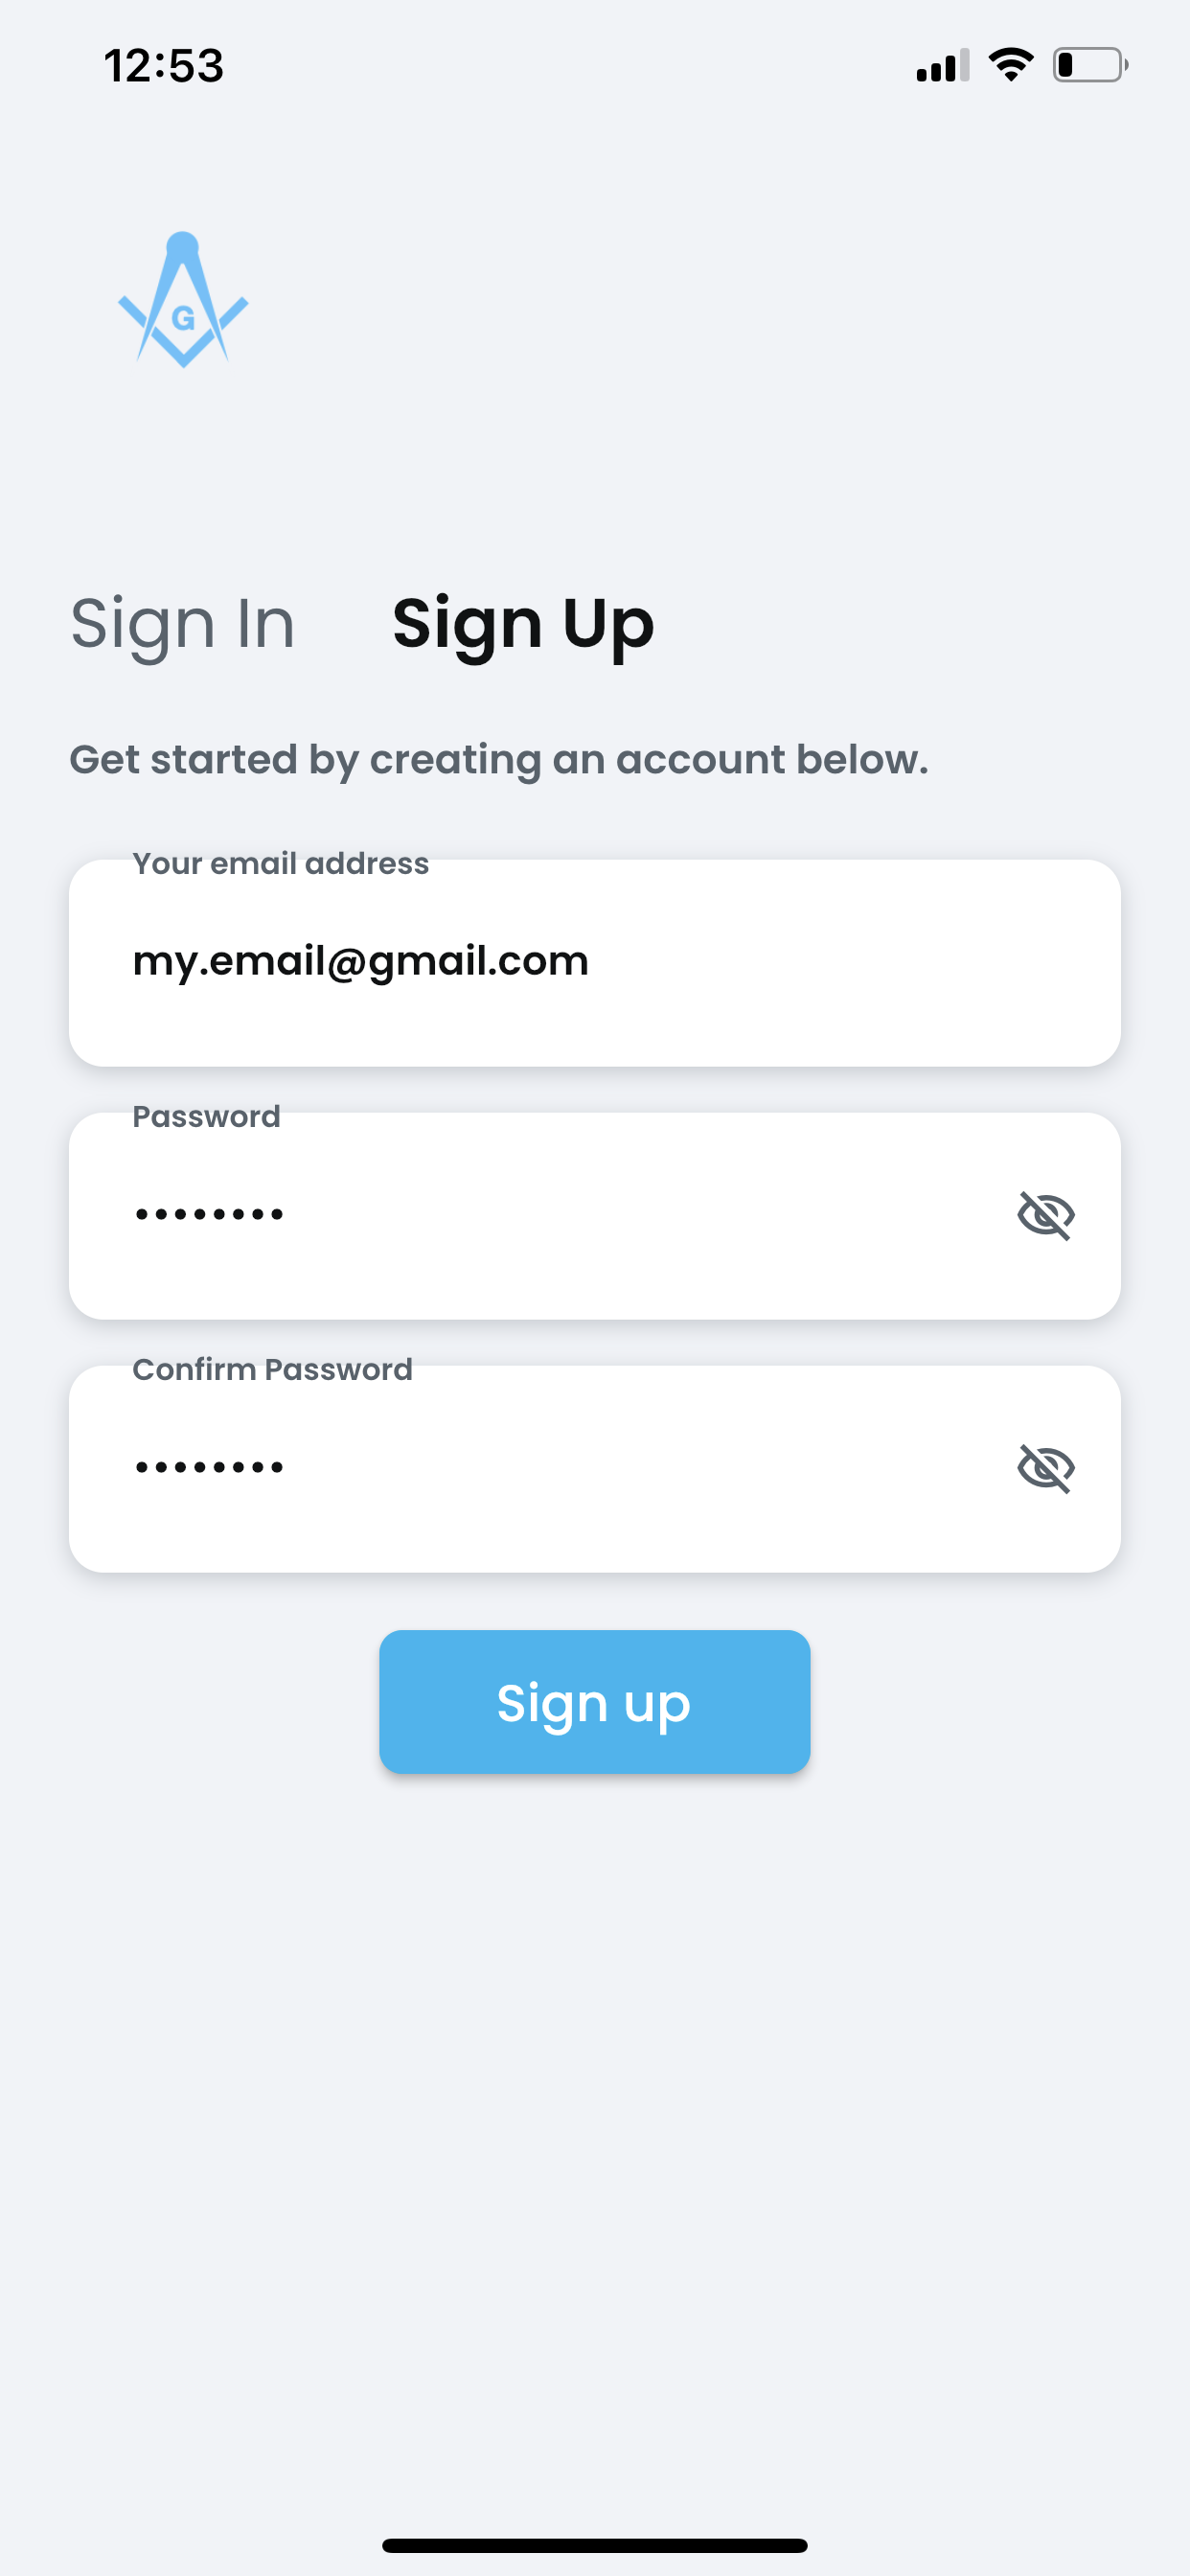 12:53
G
Sign In Sign Up
Get started by creating an account below.
Your email address
my.email@gmail.com
Password
••••••••
Confirm Password
••••••••
Sign up